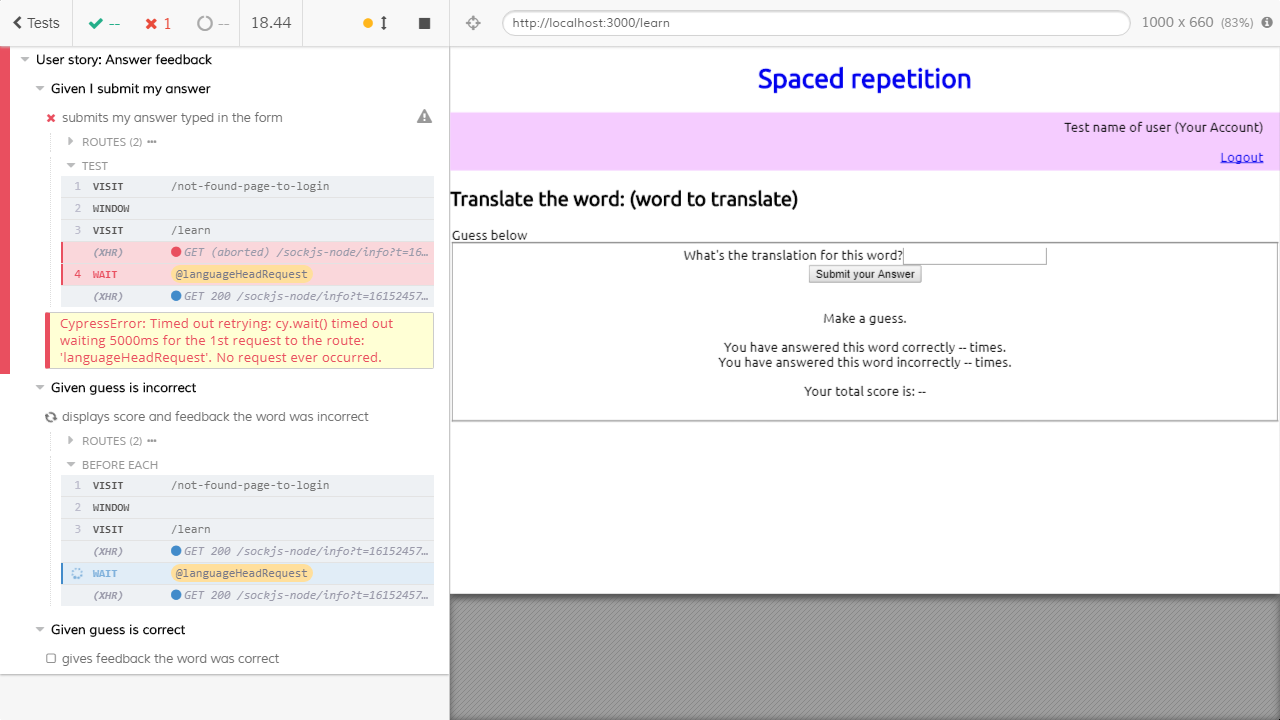 Tests -- 1 -- 18.44
http://localhost:3000/learn 1000 x 660 (83%)
User story: Answer feedback
Given I submit my answer
submits my answer typed in the form
ROUTES (2)
TEST
1 VISIT /not-found-page-to-login
2 WINDOW
3 VISIT /learn
(XHR) GET (aborted) /sockjs-node/info?t=16...
4 WAIT @languageHeadRequest
(XHR) GET 200 /sockjs-node/info?t=16152457...
CypressError: Timed out retrying: cy.wait() timed out
waiting 5000ms for the 1st request to the route:
'languageHeadRequest'. No request ever occurred.
Given guess is incorrect
displays score and feedback the word was incorrect
ROUTES (2)
BEFORE EACH
1 VISIT /not-found-page-to-login
2 WINDOW
3 VISIT /learn
(XHR) GET 200 /sockjs-node/info?t=16152457...
WAIT @languageHeadRequest
(XHR) GET 200 /sockjs-node/info?t=16152457...
Given guess is correct
gives feedback the word was correct
Spaced repetition
Test name of user (Your Account)
Logout
Translate the word: (word to translate)
Guess below
What's the translation for this word?
Submit your Answer
Make a guess.
You have answered this word correctly -- times.
You have answered this word incorrectly -- times.
Your total score is: --